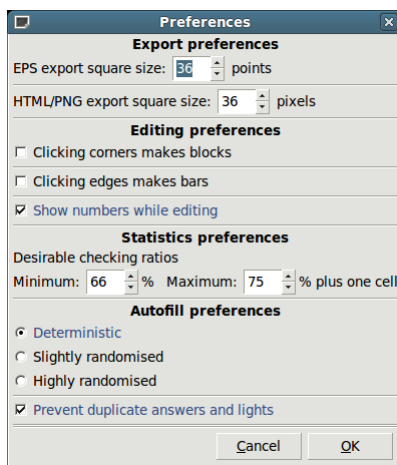 Preferences
Export preferences
EPS export square size: 36 points
HTML/PNG export square size: 36 pixels
Editing preferences
Clicking corners makes blocks
Clicking edges makes bars
Show numbers while editing
Statistics preferences
Desirable checking ratios
Minimum: 66 % Maximum: 75 % plus one cell
Autofill preferences
Deterministic
Slightly randomised
Highly randomised
Prevent duplicate answers and lights
Cancel OK